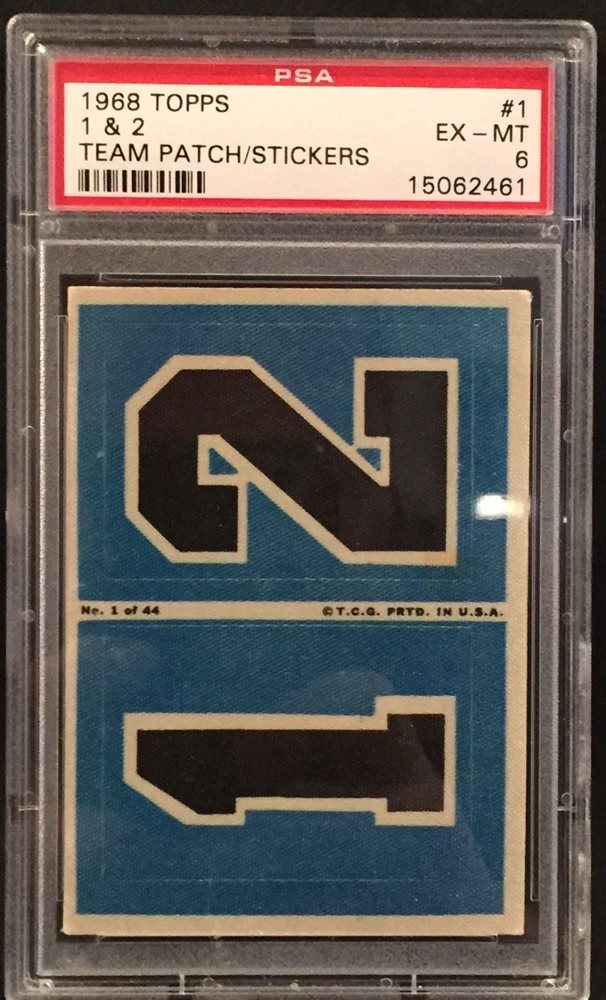 PSA
1968 TOPPS #1
1 & 2 EX – MT
TEAM PATCH/STICKERS 6
15062461
2
No. 1 of 44 ©T.C.G. PRTD. IN U.S.A.
1